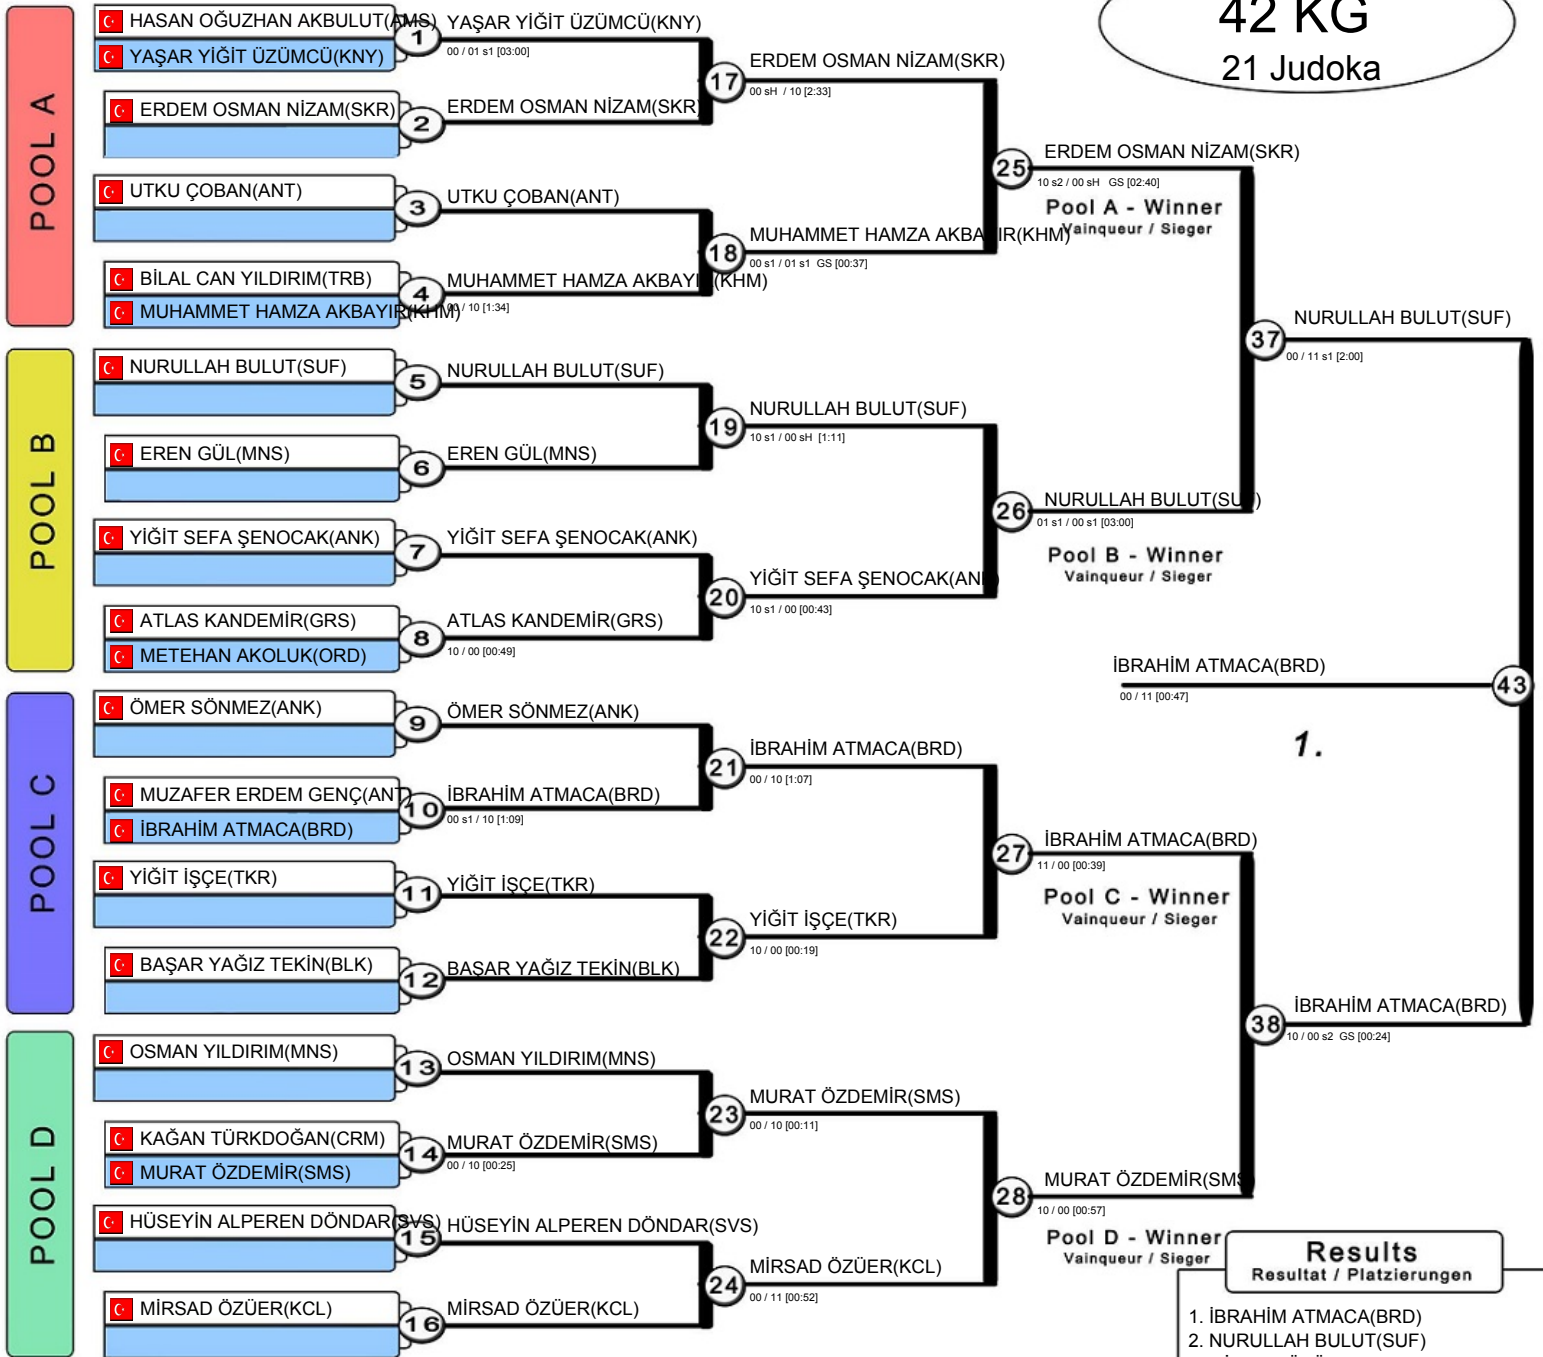 42 KG
21 Judoka
POOL A
HASAN OĞUZHAN AKBULUT(AMS)
YAŞAR YİĞİT ÜZÜMCÜ(KNY)
1
YAŞAR YİĞİT ÜZÜMCÜ(KNY)
00 / 01 s1 [03:00]
ERDEM OSMAN NİZAM(SKR)
2
ERDEM OSMAN NİZAM(SKR)
17
ERDEM OSMAN NİZAM(SKR)
00 sH / 10 [2:33]
UTKU ÇOBAN(ANT)
3
UTKU ÇOBAN(ANT)
BİLAL CAN YILDIRIM(TRB)
MUHAMMET HAMZA AKBAYIR(KHM)
4
MUHAMMET HAMZA AKBAYIR(KHM)
00 / 10 [1:34]
18
MUHAMMET HAMZA AKBAYIR(KHM)
00 s1 / 01 s1 GS [00:37]
25
ERDEM OSMAN NİZAM(SKR)
10 s2 / 00 sH GS [02:40]
Pool A - Winner
Vainqueur / Sieger
POOL B
NURULLAH BULUT(SUF)
5
NURULLAH BULUT(SUF)
EREN GÜL(MNS)
6
EREN GÜL(MNS)
19
NURULLAH BULUT(SUF)
10 s1 / 00 sH [1:11]
YİĞİT SEFA ŞENOCAK(ANK)
7
YİĞİT SEFA ŞENOCAK(ANK)
ATLAS KANDEMİR(GRS)
METEHAN AKOLUK(ORD)
8
ATLAS KANDEMİR(GRS)
10 / 00 [00:49]
20
YİĞİT SEFA ŞENOCAK(ANK)
10 s1 / 00 [00:43]
26
NURULLAH BULUT(SUF)
01 s1 / 00 s1 [03:00]
Pool B - Winner
Vainqueur / Sieger
37
NURULLAH BULUT(SUF)
00 / 11 s1 [2:00]
İBRAHİM ATMACA(BRD)
00 / 11 [00:47]
43
1.
POOL C
ÖMER SÖNMEZ(ANK)
9
ÖMER SÖNMEZ(ANK)
MUZAFER ERDEM GENÇ(ANT)
İBRAHİM ATMACA(BRD)
10
İBRAHİM ATMACA(BRD)
00 s1 / 10 [1:09]
21
İBRAHİM ATMACA(BRD)
00 / 10 [1:07]
YİĞİT İŞÇE(TKR)
11
YİĞİT İŞÇE(TKR)
BAŞAR YAĞIZ TEKİN(BLK)
12
BAŞAR YAĞIZ TEKİN(BLK)
22
YİĞİT İŞÇE(TKR)
10 / 00 [00:19]
27
İBRAHİM ATMACA(BRD)
11 / 00 [00:39]
Pool C - Winner
Vainqueur / Sieger
POOL D
OSMAN YILDIRIM(MNS)
13
OSMAN YILDIRIM(MNS)
KAĞAN TÜRKDOĞAN(CRM)
MURAT ÖZDEMİR(SMS)
14
MURAT ÖZDEMİR(SMS)
00 / 10 [00:25]
23
MURAT ÖZDEMİR(SMS)
00 / 10 [00:11]
HÜSEYİN ALPEREN DÖNDAR(SVS)
15
HÜSEYİN ALPEREN DÖNDAR(SVS)
MİRSAD ÖZÜER(KCL)
16
MİRSAD ÖZÜER(KCL)
24
MİRSAD ÖZÜER(KCL)
00 / 11 [00:52]
28
MURAT ÖZDEMİR(SMS)
10 / 00 [00:57]
Pool D - Winner
Vainqueur / Sieger
38
İBRAHİM ATMACA(BRD)
10 / 00 s2 GS [00:24]
Results
Resultat / Platzierungen
1. İBRAHİM ATMACA(BRD)
2. NURULLAH BULUT(SUF)